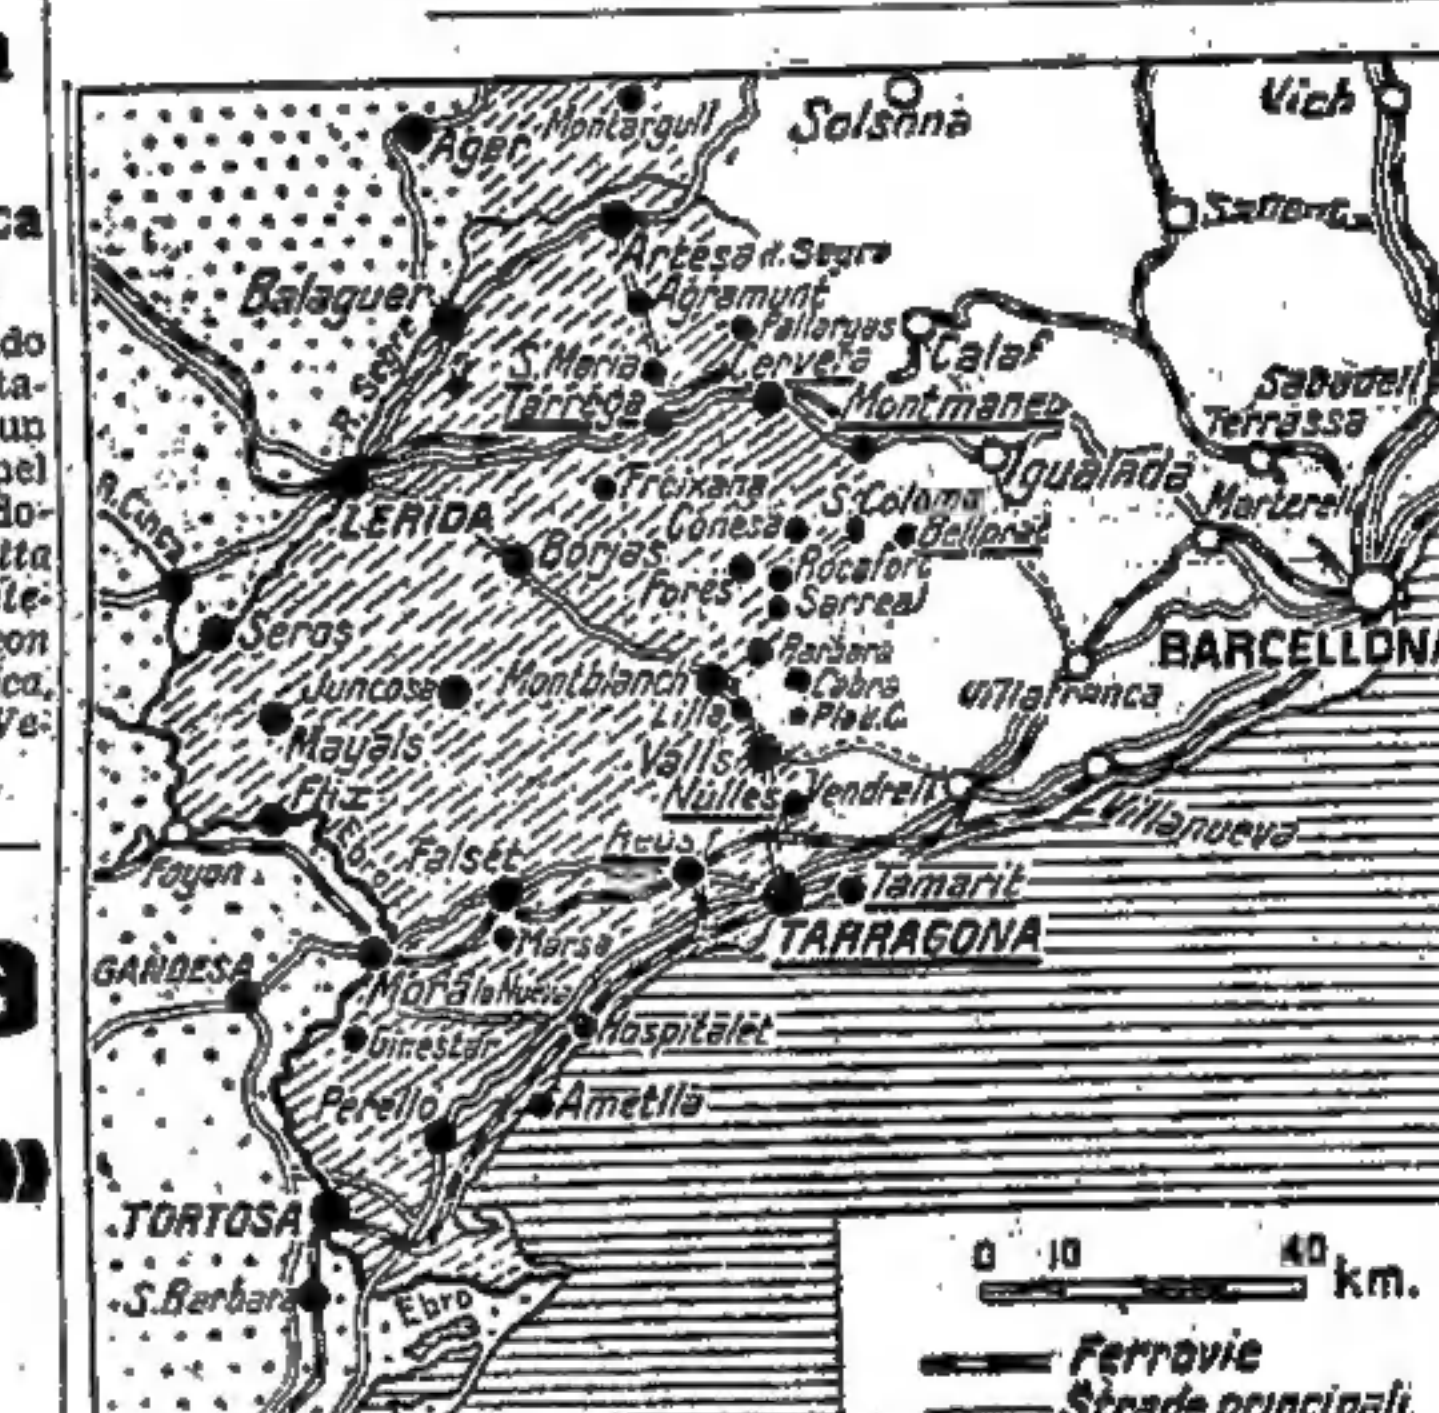 Vich
Solsona
Montargull
Ager
Artesa d. Segre
Balaguer
Agramunt
Pallargas
R. Segre
S. Maria
Cervera
Calaf
Sabadell
Tarrega
Montmaneu
Terrassa
Igualada
Freixana
S. Coloma
Martorell
R. Cinca
LERIDA
Conesa
Bellprat
Borjas
Rocafort
Fores
Sarreal
Seros
Barbara
BARCELLONA
Juncosa
Montblanch
Cabra
Villafranca
Lilla
Pla d. C.
Mayals
Valls
Flix
Nulles
Vendrell
Villanueva
Ebro
Falset
Reus
Fayon
Tamarit
Marsa
TARRAGONA
GANDESA
Mora la Nueva
Hospitalet
Ginestar
Perello
Ametlla
TORTOSA
S. Barbara
Ebro
0 10 40 km.
Ferrovie
Strade principali